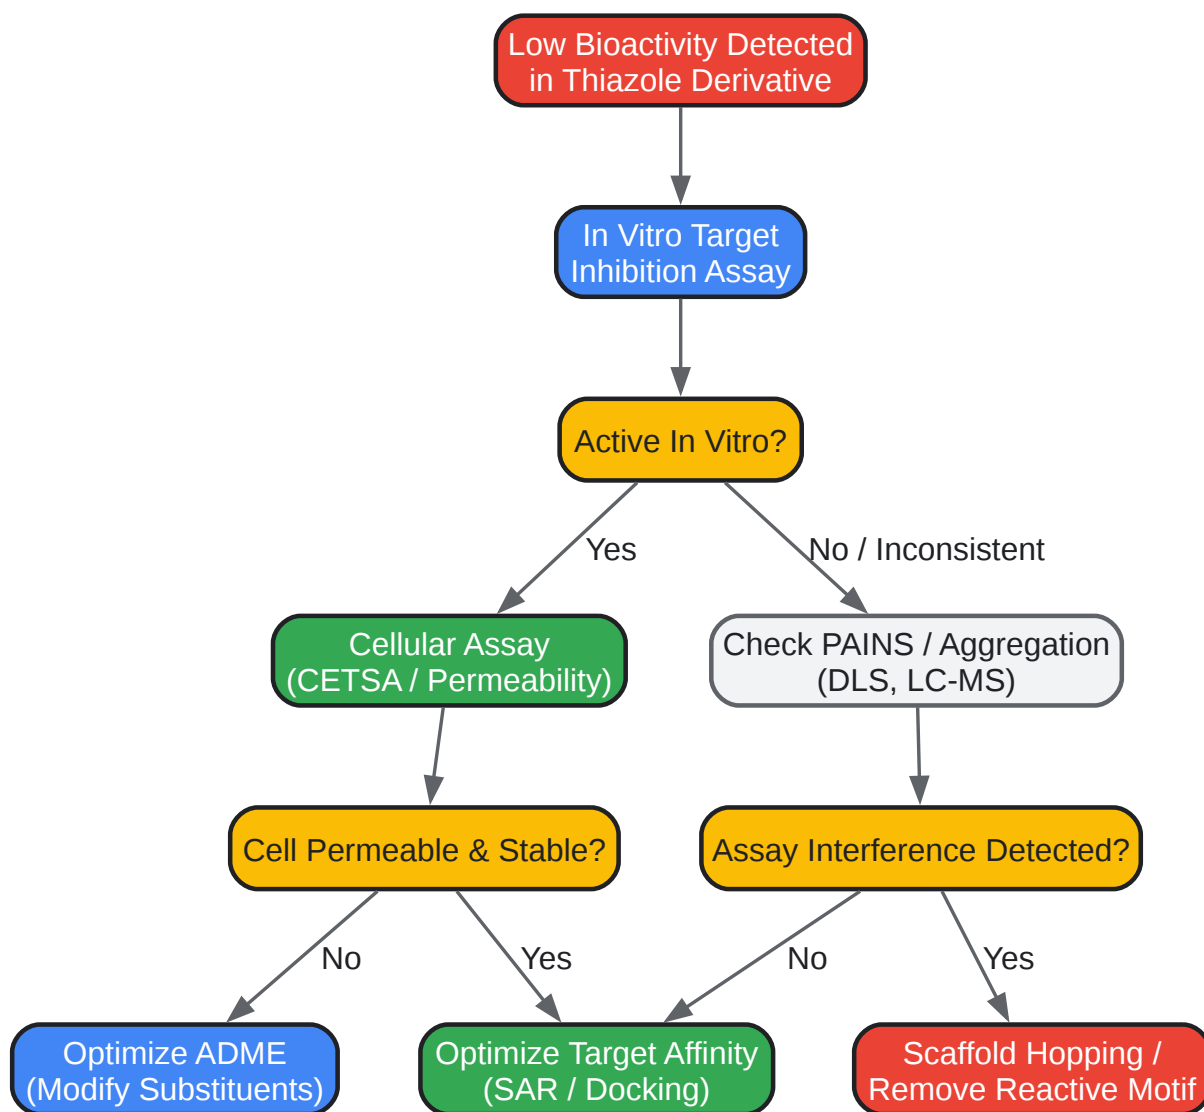 Low Bioactivity Detected
in Thiazole Derivative
In Vitro Target
Inhibition Assay
Active In Vitro?
Yes
No / Inconsistent
Cellular Assay
(CETSA / Permeability)
Check PAINS / Aggregation
(DLS, LC-MS)
Cell Permeable & Stable?
Assay Interference Detected?
No
Yes
No
Yes
Optimize ADME
(Modify Substituents)
Optimize Target Affinity
(SAR / Docking)
Scaffold Hopping /
Remove Reactive Motif